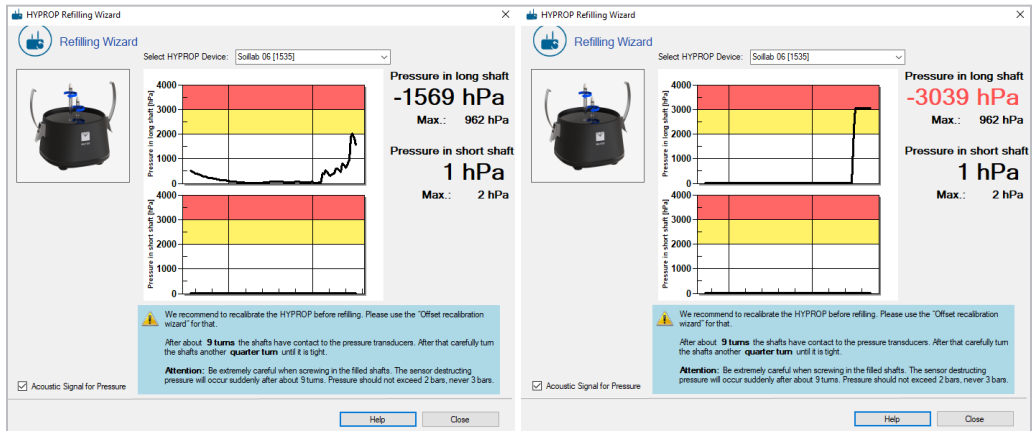 HYPROP Refilling Wizard
Refilling Wizard
Select HYPROP Device: Soillab 06 [1535]
Pressure in long shaft
-1569 hPa
Max.: 962 hPa
Pressure in short shaft
1 hPa
Max.: 2 hPa
Pressure in long shaft [hPa]
4000
3000
2000
1000
0
Pressure in short shaft [hPa]
4000
3000
2000
1000
0
We recommend to recalibrate the HYPROP before refilling. Please use the "Offset recalibration
wizard" for that.
After about 9 turns the shafts have contact to the pressure transducers. After that carefully turn
the shafts another quarter turn until it is tight.
Attention: Be extremely careful when screwing in the filled shafts. The sensor destructing
pressure will occur suddenly after about 9 turns. Pressure should not exceed 2 bars, never 3 bars.
Acoustic Signal for Pressure
Help
Close
HYPROP Refilling Wizard
Refilling Wizard
Select HYPROP Device: Soillab 06 [1535]
Pressure in long shaft
-3039 hPa
Max.: 962 hPa
Pressure in short shaft
1 hPa
Max.: 2 hPa
Pressure in long shaft [hPa]
4000
3000
2000
1000
0
Pressure in short shaft [hPa]
4000
3000
2000
1000
0
We recommend to recalibrate the HYPROP before refilling. Please use the "Offset recalibration
wizard" for that.
After about 9 turns the shafts have contact to the pressure transducers. After that carefully turn
the shafts another quarter turn until it is tight.
Attention: Be extremely careful when screwing in the filled shafts. The sensor destructing
pressure will occur suddenly after about 9 turns. Pressure should not exceed 2 bars, never 3 bars.
Acoustic Signal for Pressure
Help
Close